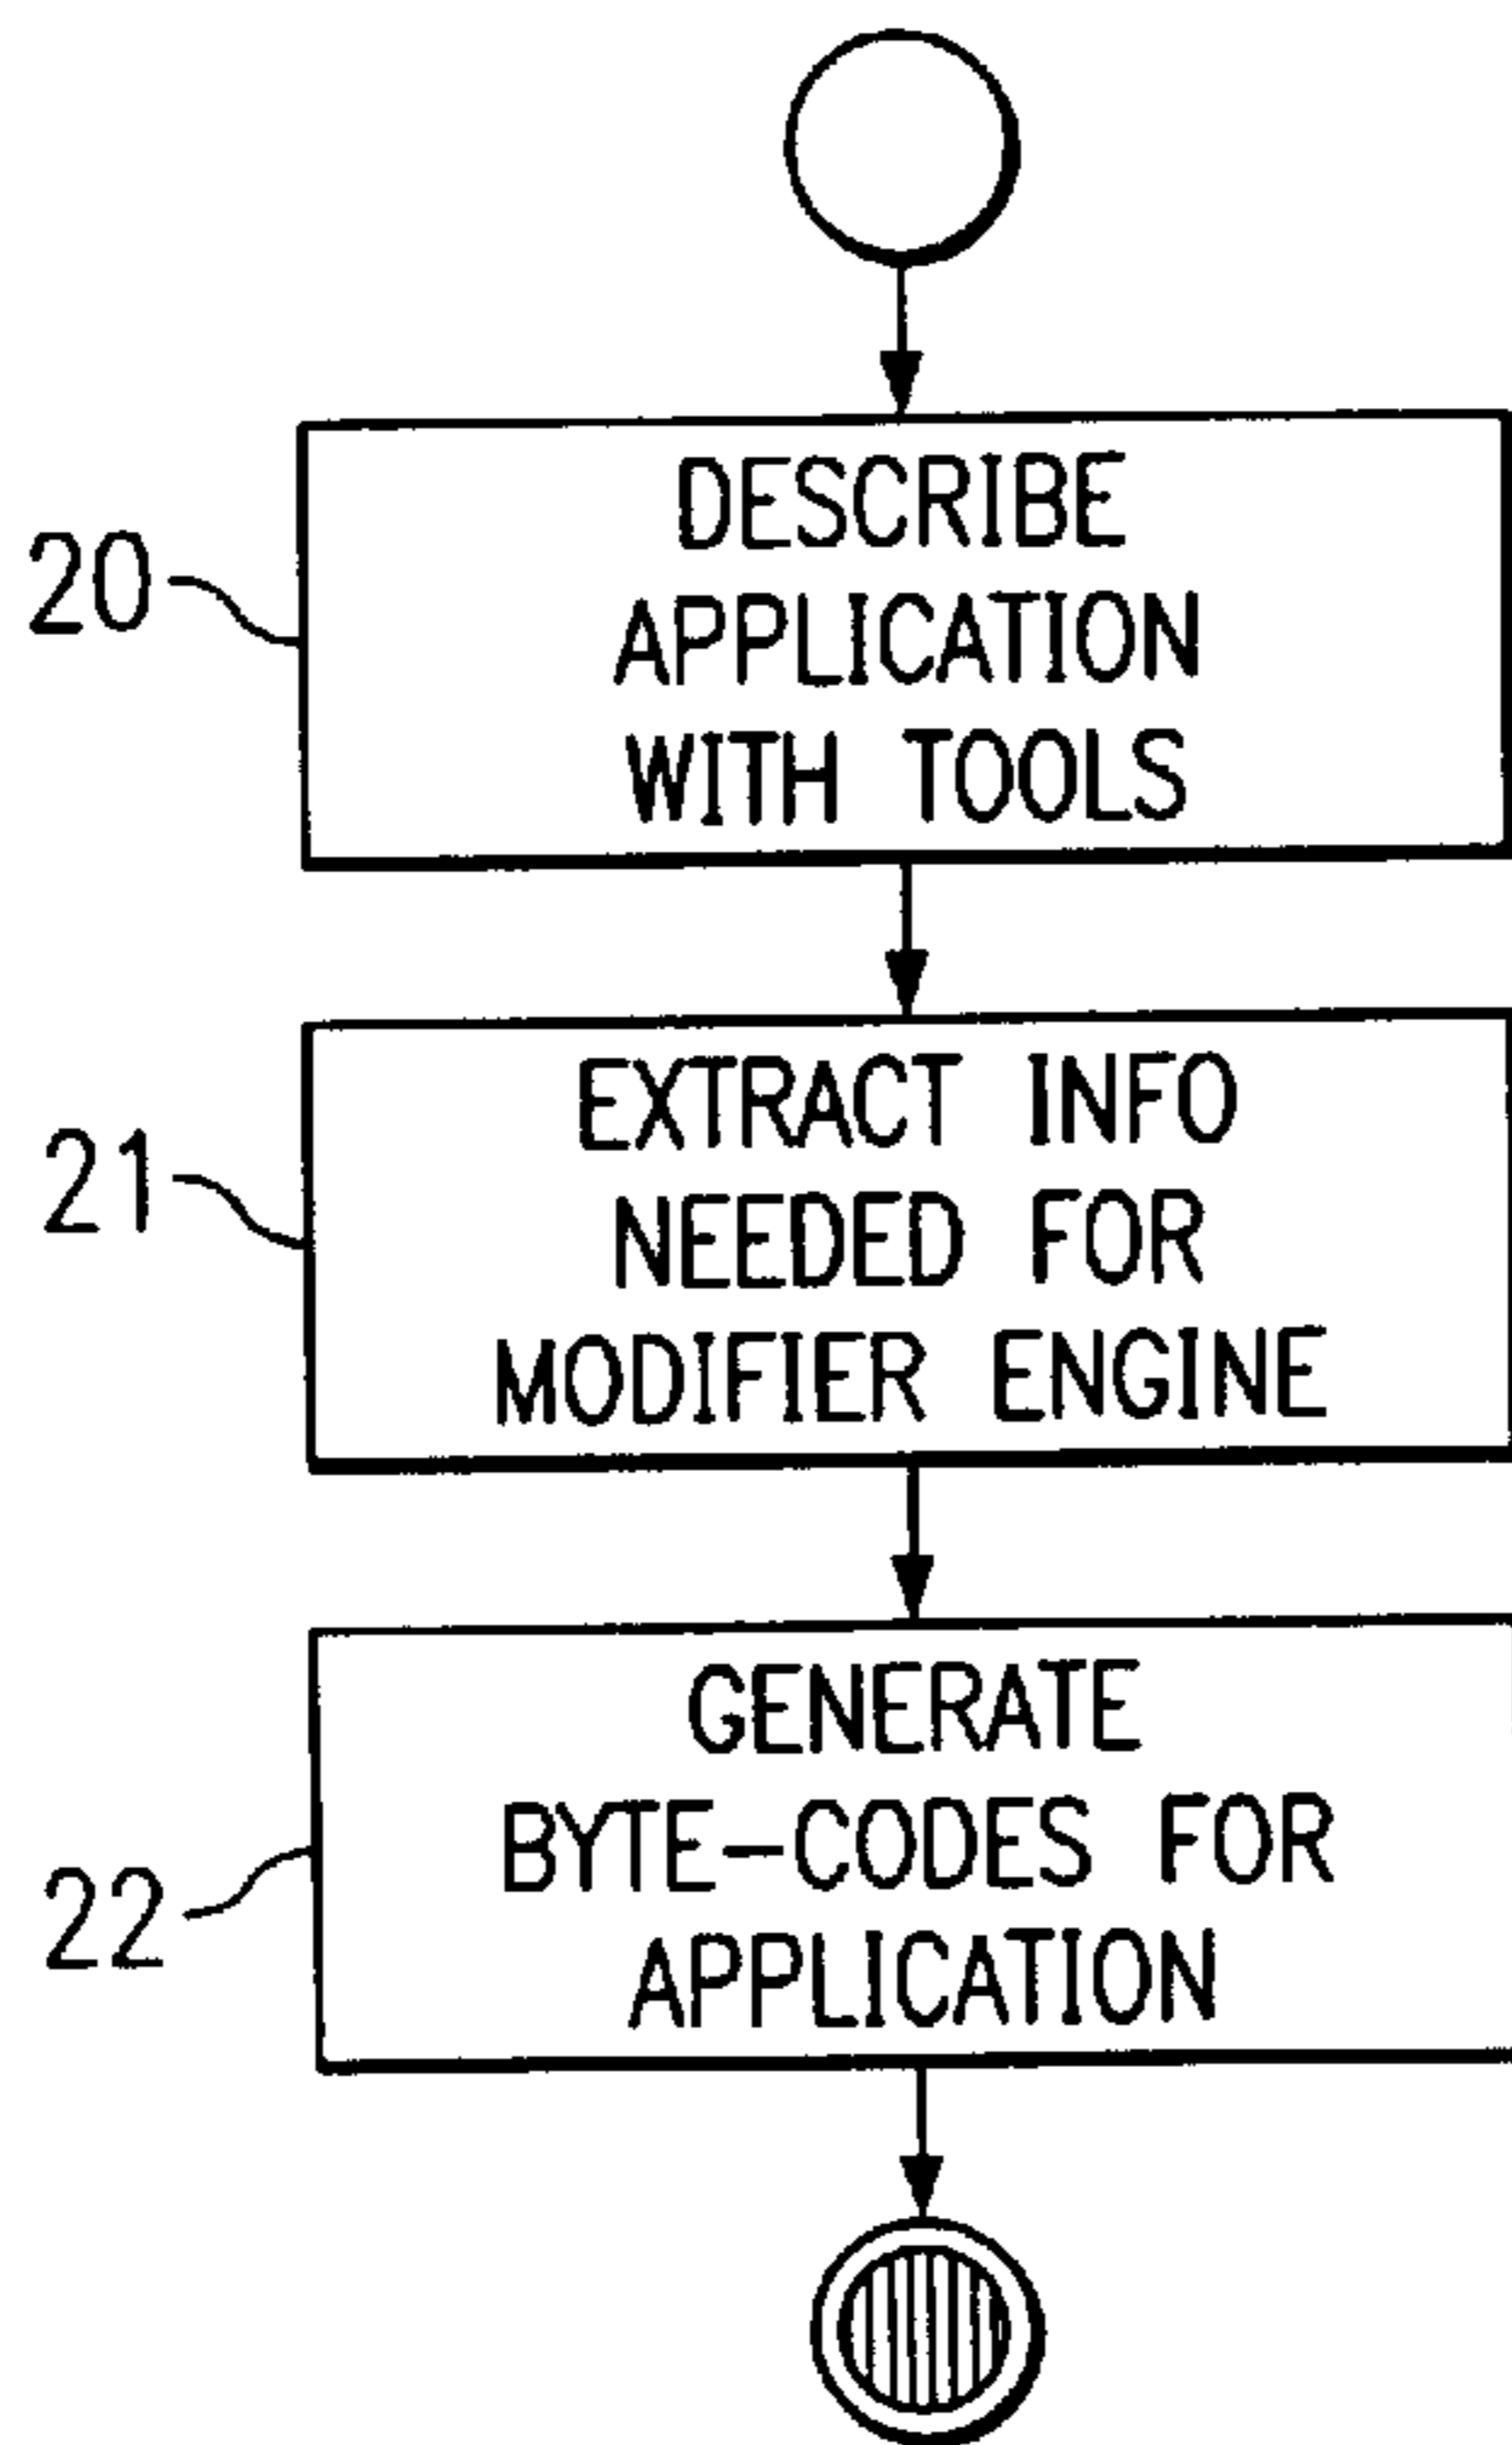 20
DESCRIBE
APPLICATION
WITH TOOLS
21
EXTRACT INFO
NEEDED FOR
MODIFIER ENGINE
22
GENERATE
BYTE-CODES FOR
APPLICATION